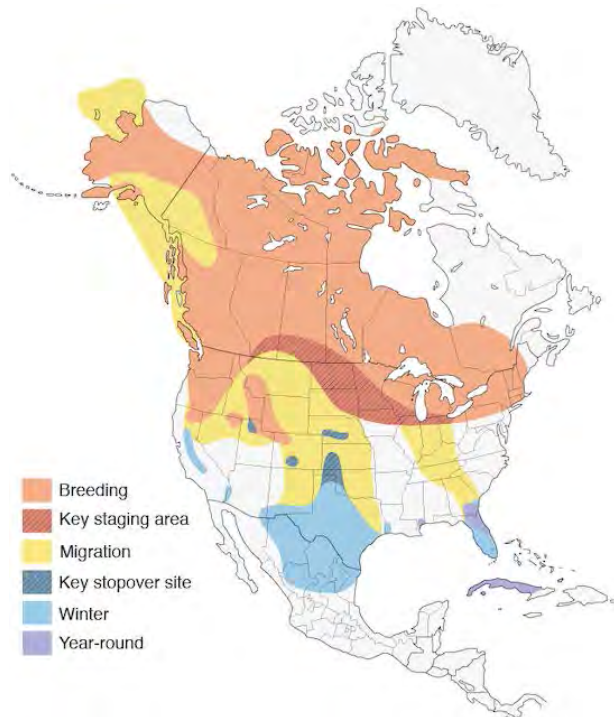 Breeding
Key staging area
Migration
Key stopover site
Winter
Year-round